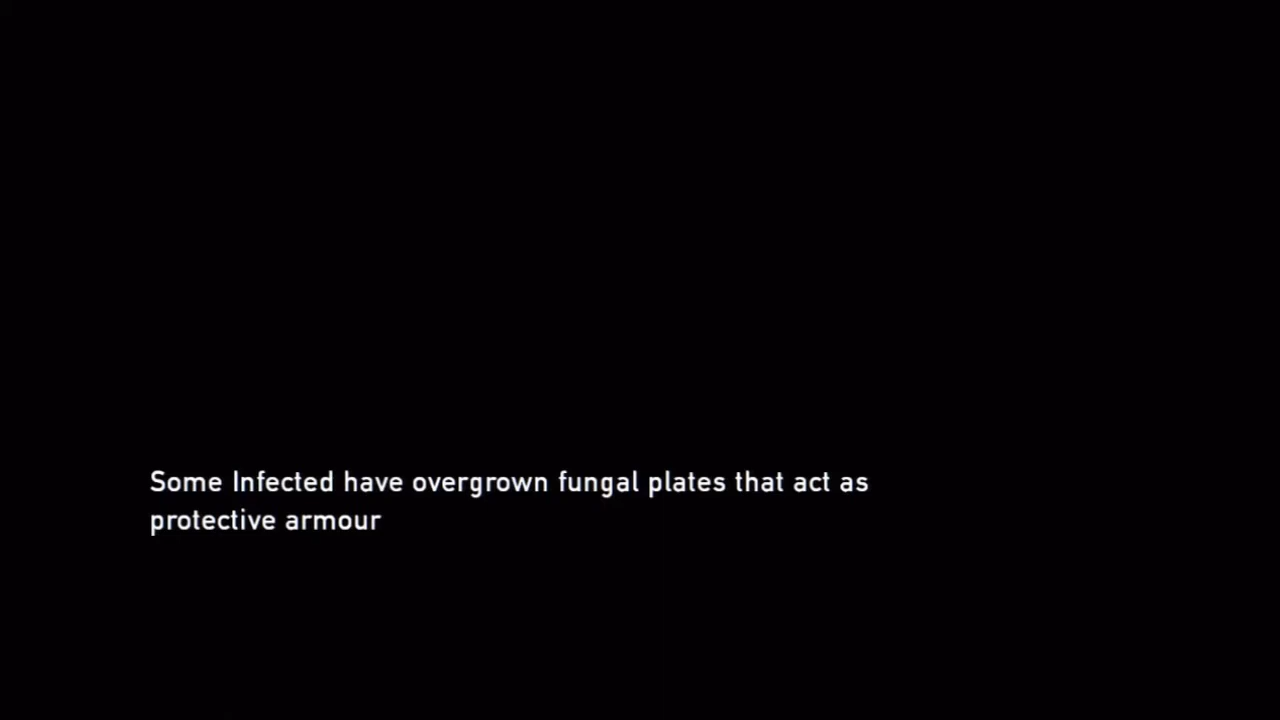 Some Infected have overgrown fungal plates that act as
protective armour